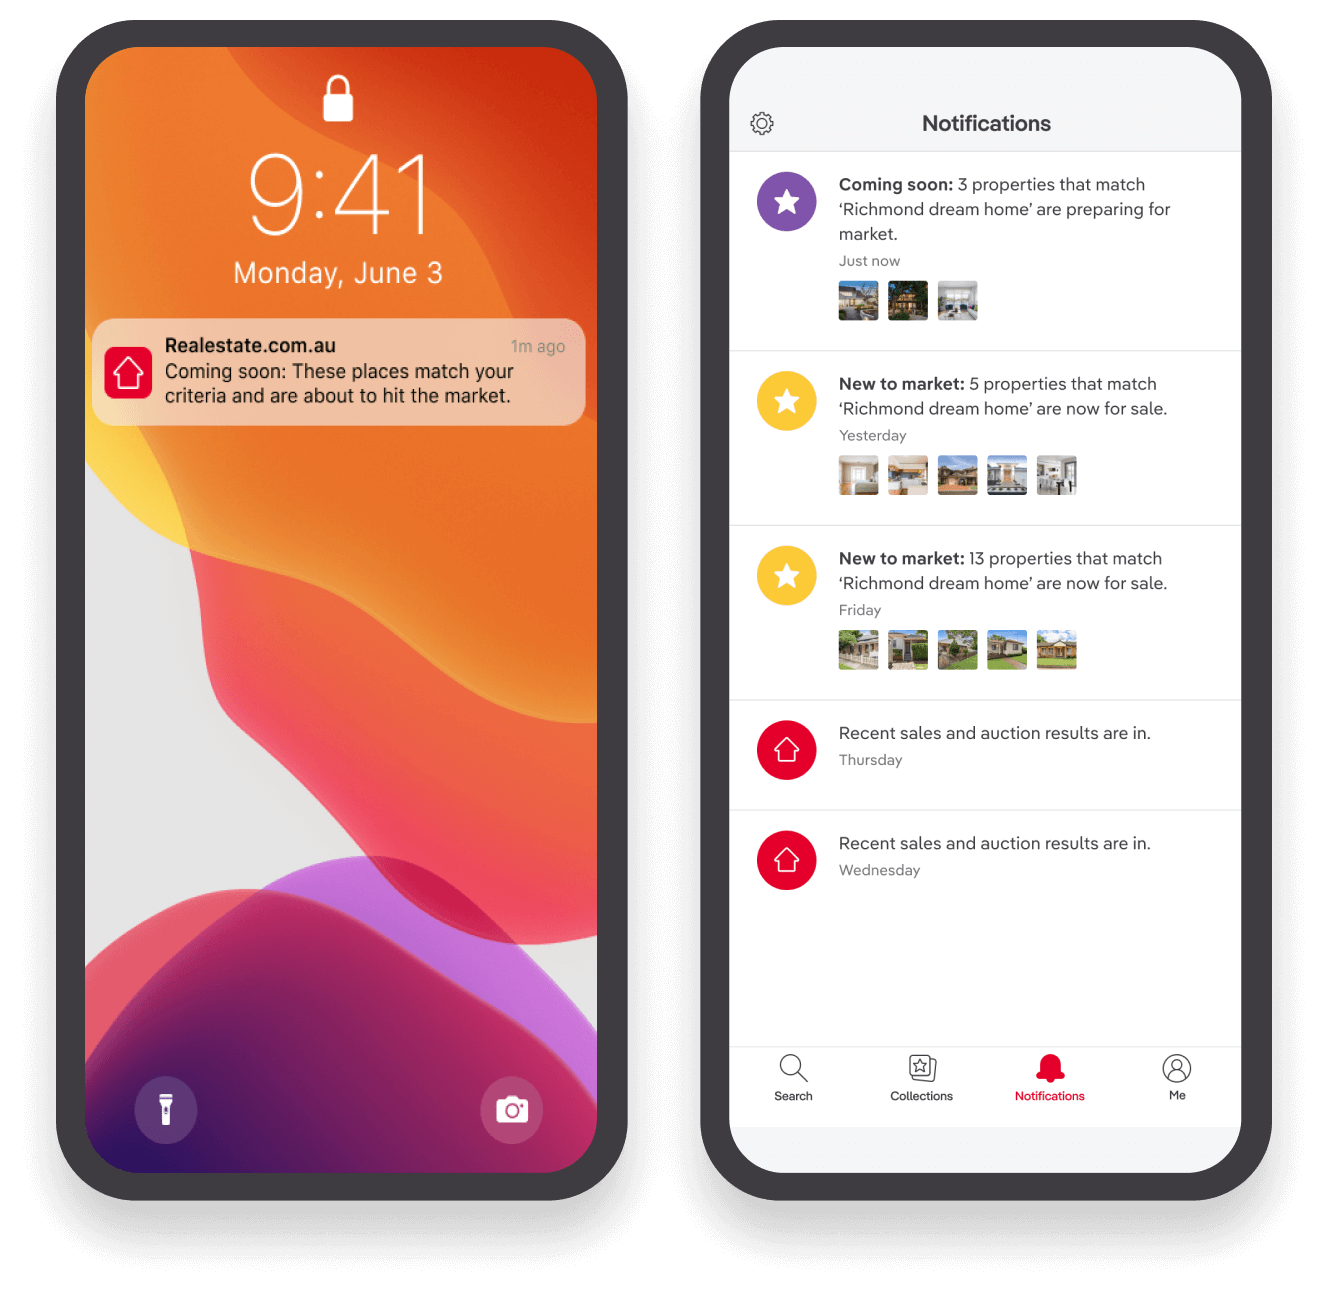 9:41
Monday, June 3
Realestate.com.au
1m ago
Coming soon: These places match your
criteria and are about to hit the market.
Notifications
Coming soon: 3 properties that match
‘Richmond dream home’ are preparing for
market.
Just now
New to market: 5 properties that match
‘Richmond dream home’ are now for sale.
Yesterday
New to market: 13 properties that match
‘Richmond dream home’ are now for sale.
Friday
Recent sales and auction results are in.
Thursday
Recent sales and auction results are in.
Wednesday
Search
Collections
Notifications
Me